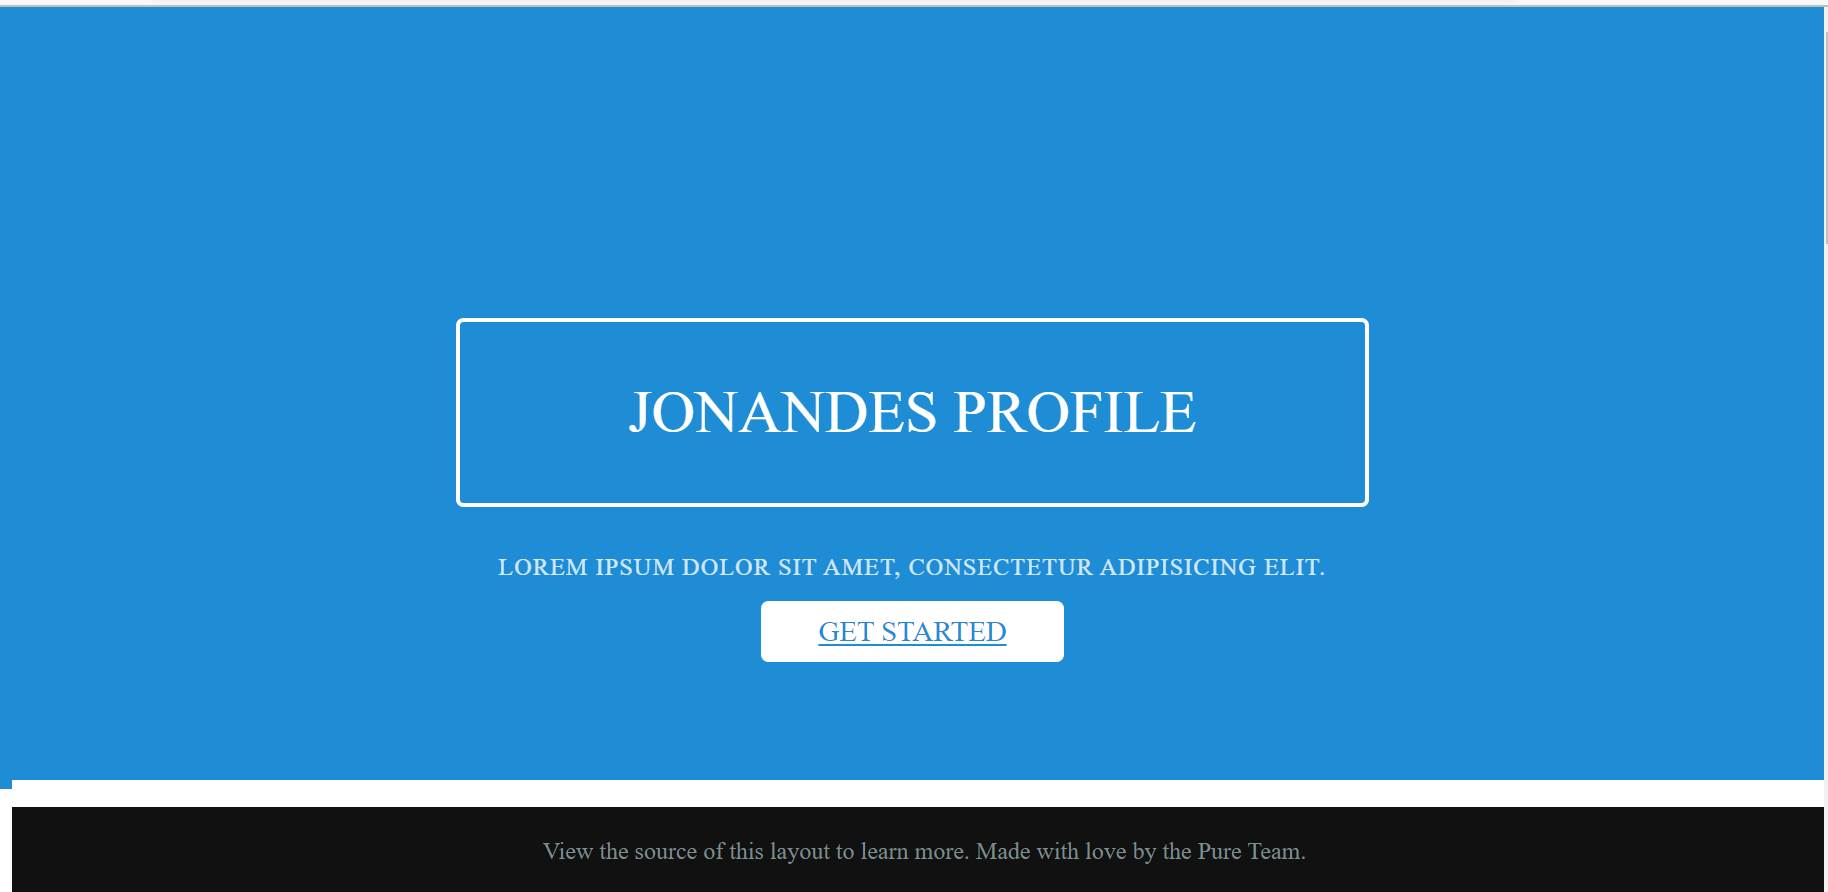 JONANDES PROFILE
LOREM IPSUM DOLOR SIT AMET, CONSECTETUR ADIPISICING ELIT.
GET STARTED
View the source of this layout to learn more. Made with love by the Pure Team.